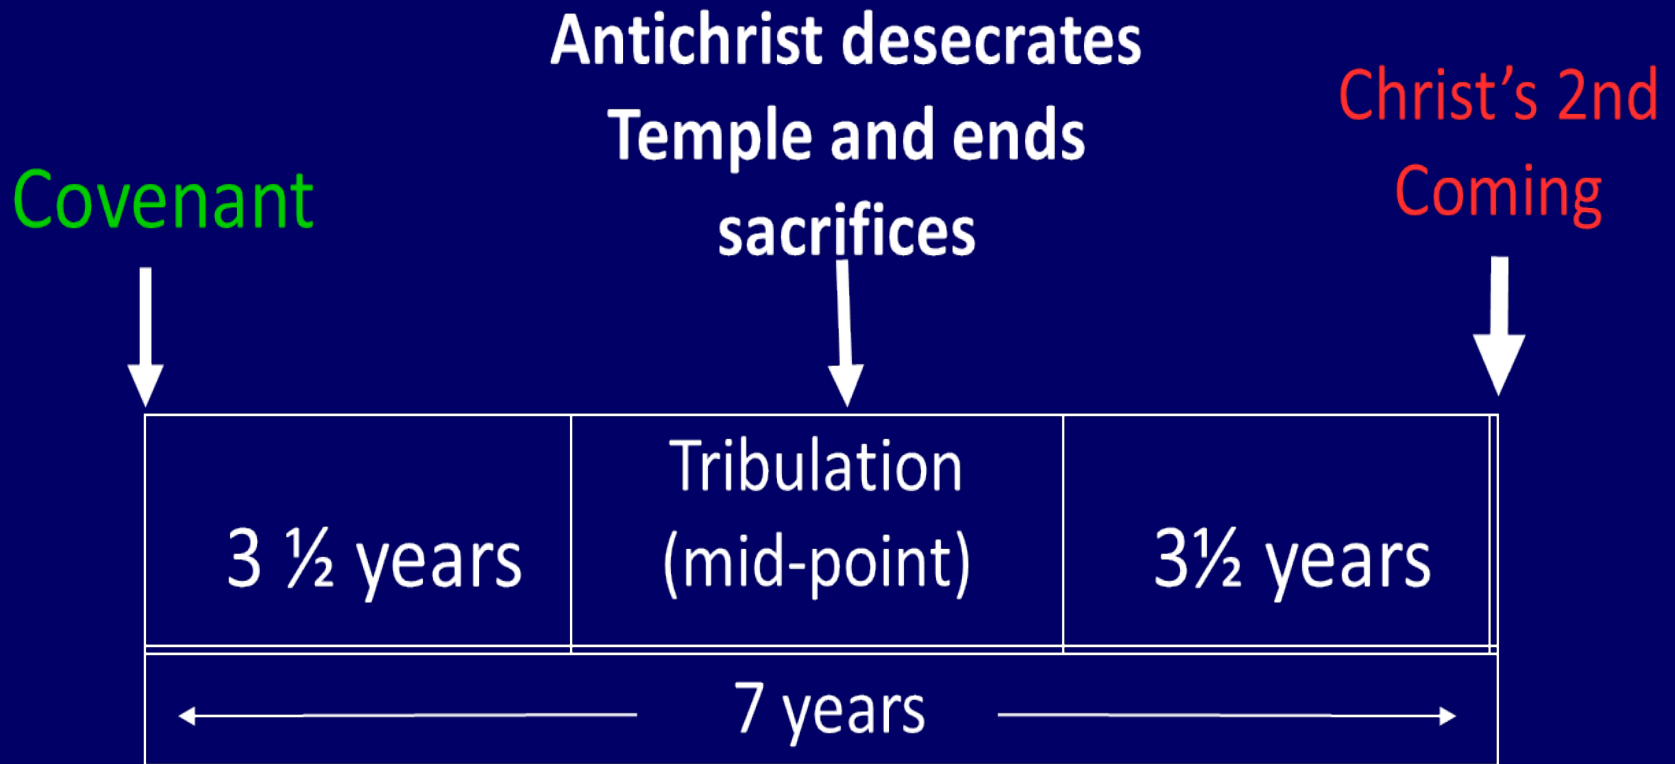 Antichrist desecrates
Temple and ends
sacrifices
Christ’s 2nd
Coming
Covenant
3 ½ years
Tribulation
(mid-point)
3½ years
7 years